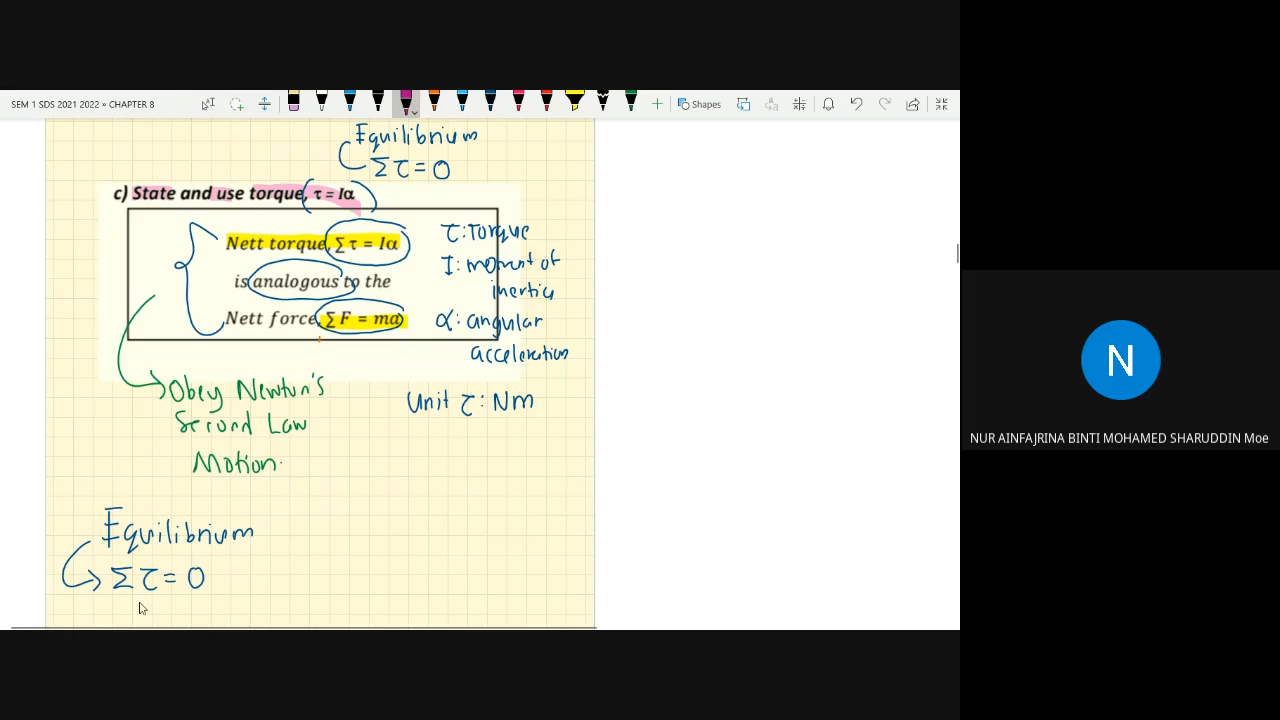 SEM 1 SDS 2021 2022 » CHAPTER 8
Shapes
Equilibrium
Στ = 0
c) State and use torque, τ = Iα
Nett torque, ∑ τ = Iα
is analogous to the
Nett force, ∑ F = ma
τ: Torque
I: moment of
inertia
α: angular
acceleration
Obey Newton's
Second Law
Motion.
Unit τ: Nm
Equilibrium
Στ = 0
N
NUR AINFAJRINA BINTI MOHAMED SHARUDDIN Moe